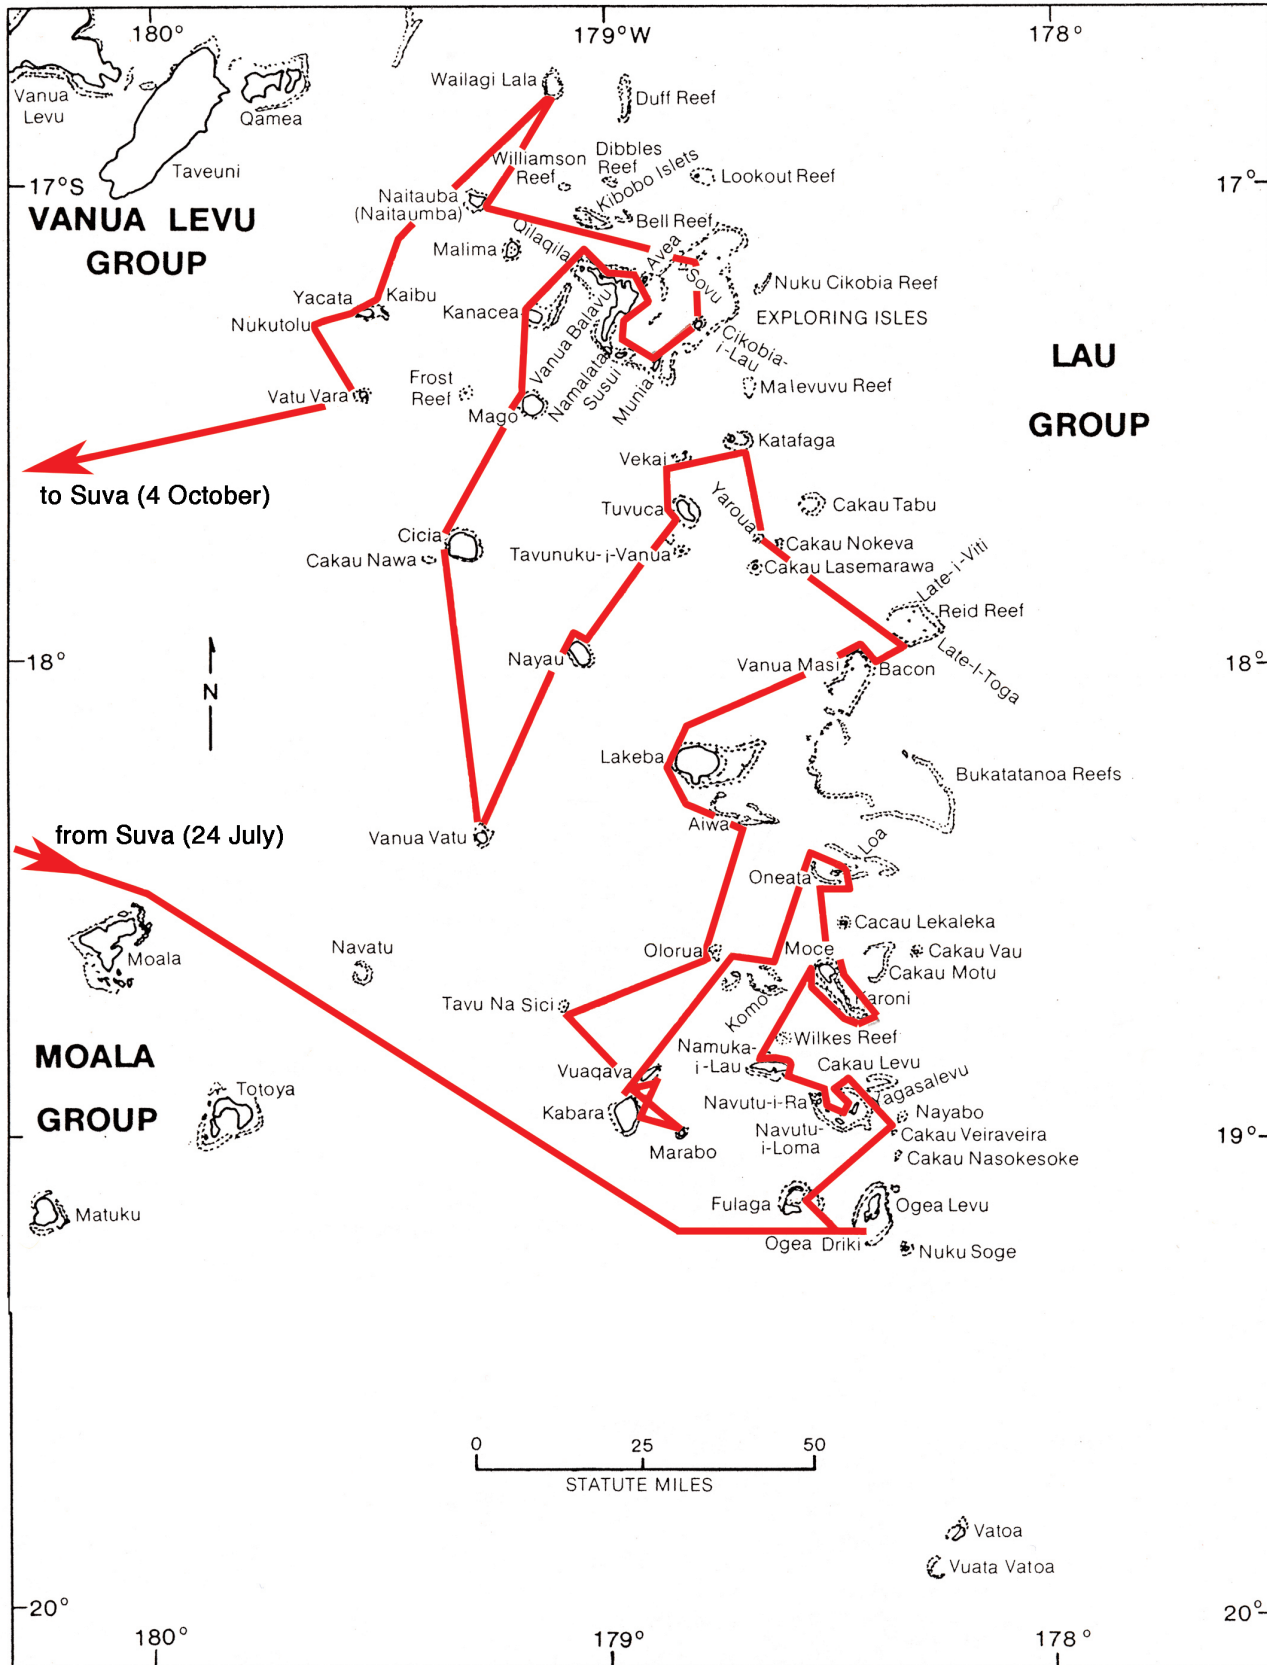 180°
179°W
178°
Wailagi Lala
Duff Reef
Vanua
Levu
Qamea
Taveuni
Williamson
Reef
Dibbles
Reef
Kibobo Islets
Lookout Reef
17°S
17°
Naitauba
(Naitaumba)
Bell Reef
VANUA LEVU
GROUP
Malima
Qilaqila
Avea
Sovu
Nuku Cikobia Reef
Yacata
Kaibu
Nukutolu
Kanacea
Vanua Balavu
EXPLORING ISLES
Cikobia-
i-Lau
LAU
GROUP
Vatu Vara
Frost
Reef
Mago
Namalata
Susui
Munia
Malevuvu Reef
Katafaga
Vekai
to Suva (4 October)
Tuvuca
Yaroua
Cakau Tabu
Cicia
Cakau Nawa
Tavunuku-i-Vanua
Cakau Nokeva
Cakau Lasemarawa
Late-i-Viti
Reid Reef
Late-I-Toga
18°
18°
N
Nayau
Vanua Masi
Bacon
Lakeba
Bukatatanoa Reefs
from Suva (24 July)
Vanua Vatu
Aiwa
Loa
Oneata
Cacau Lekaleka
Moala
Navatu
Olorua
Moce
Cakau Vau
Cakau Motu
Tavu Na Sici
Komo
Karoni
MOALA
GROUP
Wilkes Reef
Namuka-
i-Lau
Cakau Levu
Vuaqava
Yagasalevu
Totoya
Kabara
Navutu-i-Ra
Nayabo
Navutu-
i-Loma
Cakau Veiraveira
19°
Marabo
Cakau Nasokesoke
Matuku
Fulaga
Ogea Levu
Ogea Driki
Nuku Soge
0
25
50
STATUTE MILES
Vatoa
Vuata Vatoa
20°
20°
180°
179°
178°